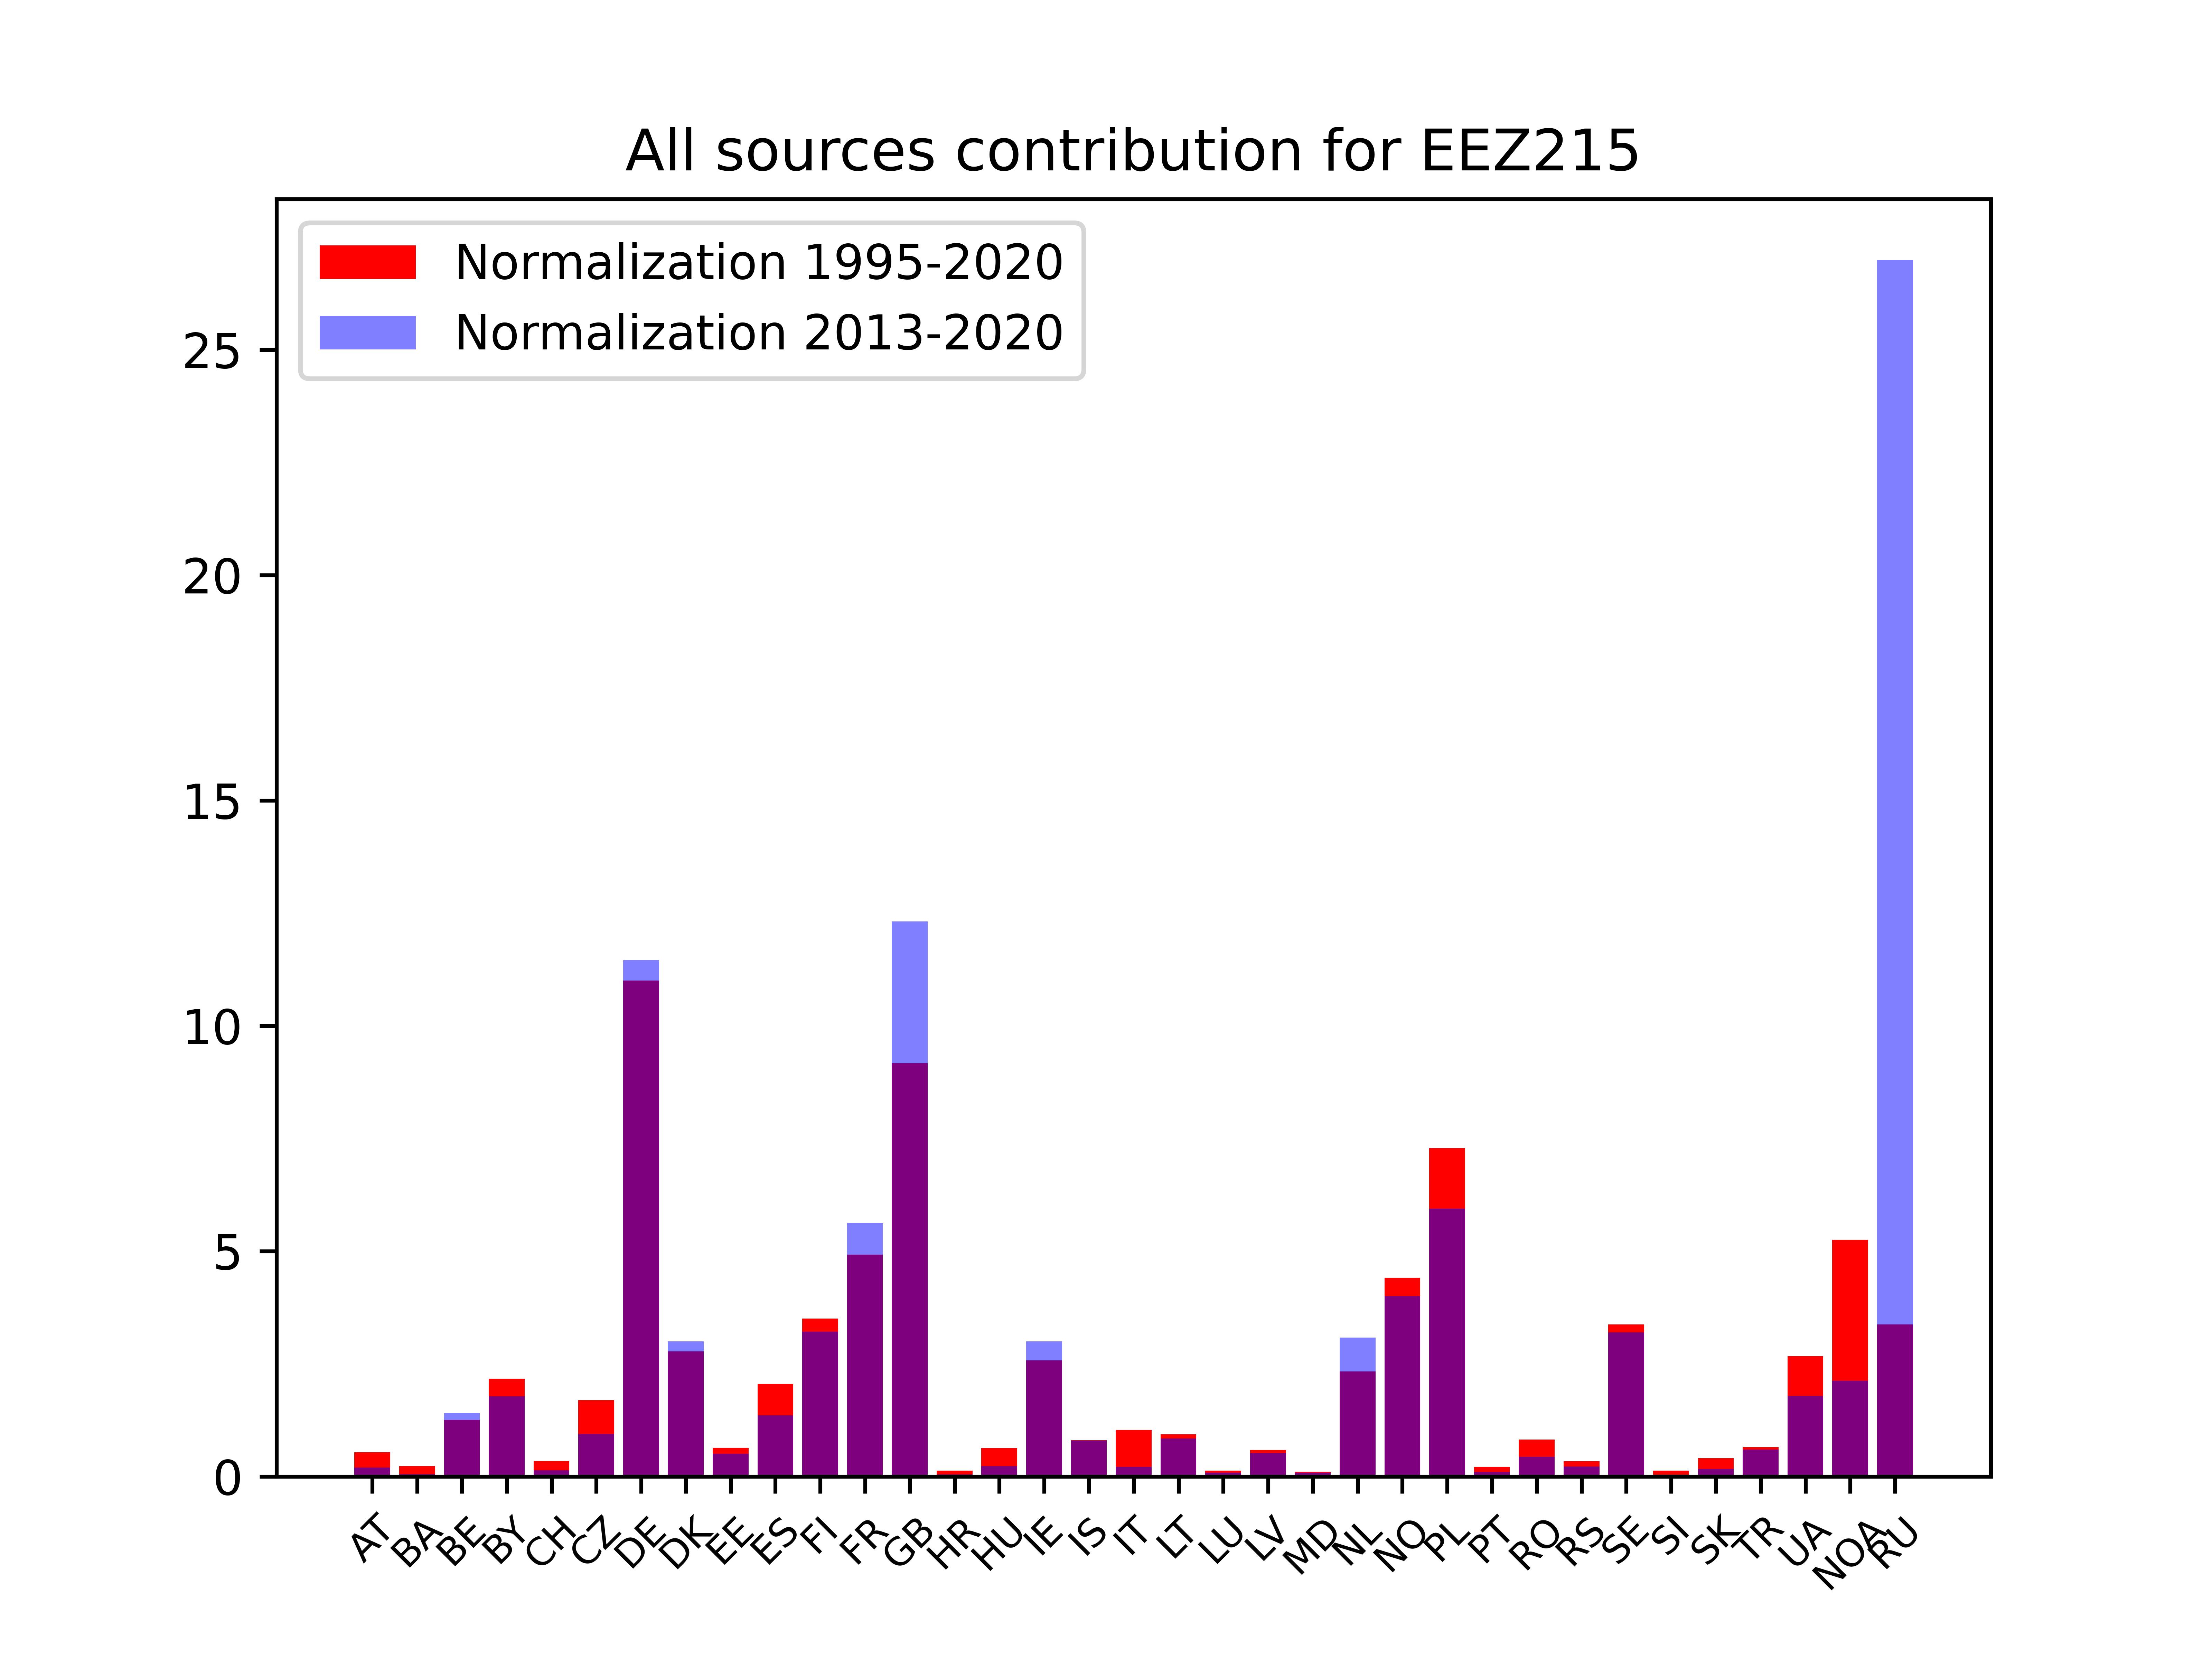 All sources contribution for EEZ215
Normalization 1995-2020
Normalization 2013-2020
25
20
15
10
5
0
AT BA BE BY CH CZ DE DK EE ES FI FR GB HR HU IE IS IT LT LU LV MD NL NO PL PT RO RS SE SI SK TR UA NOA RU